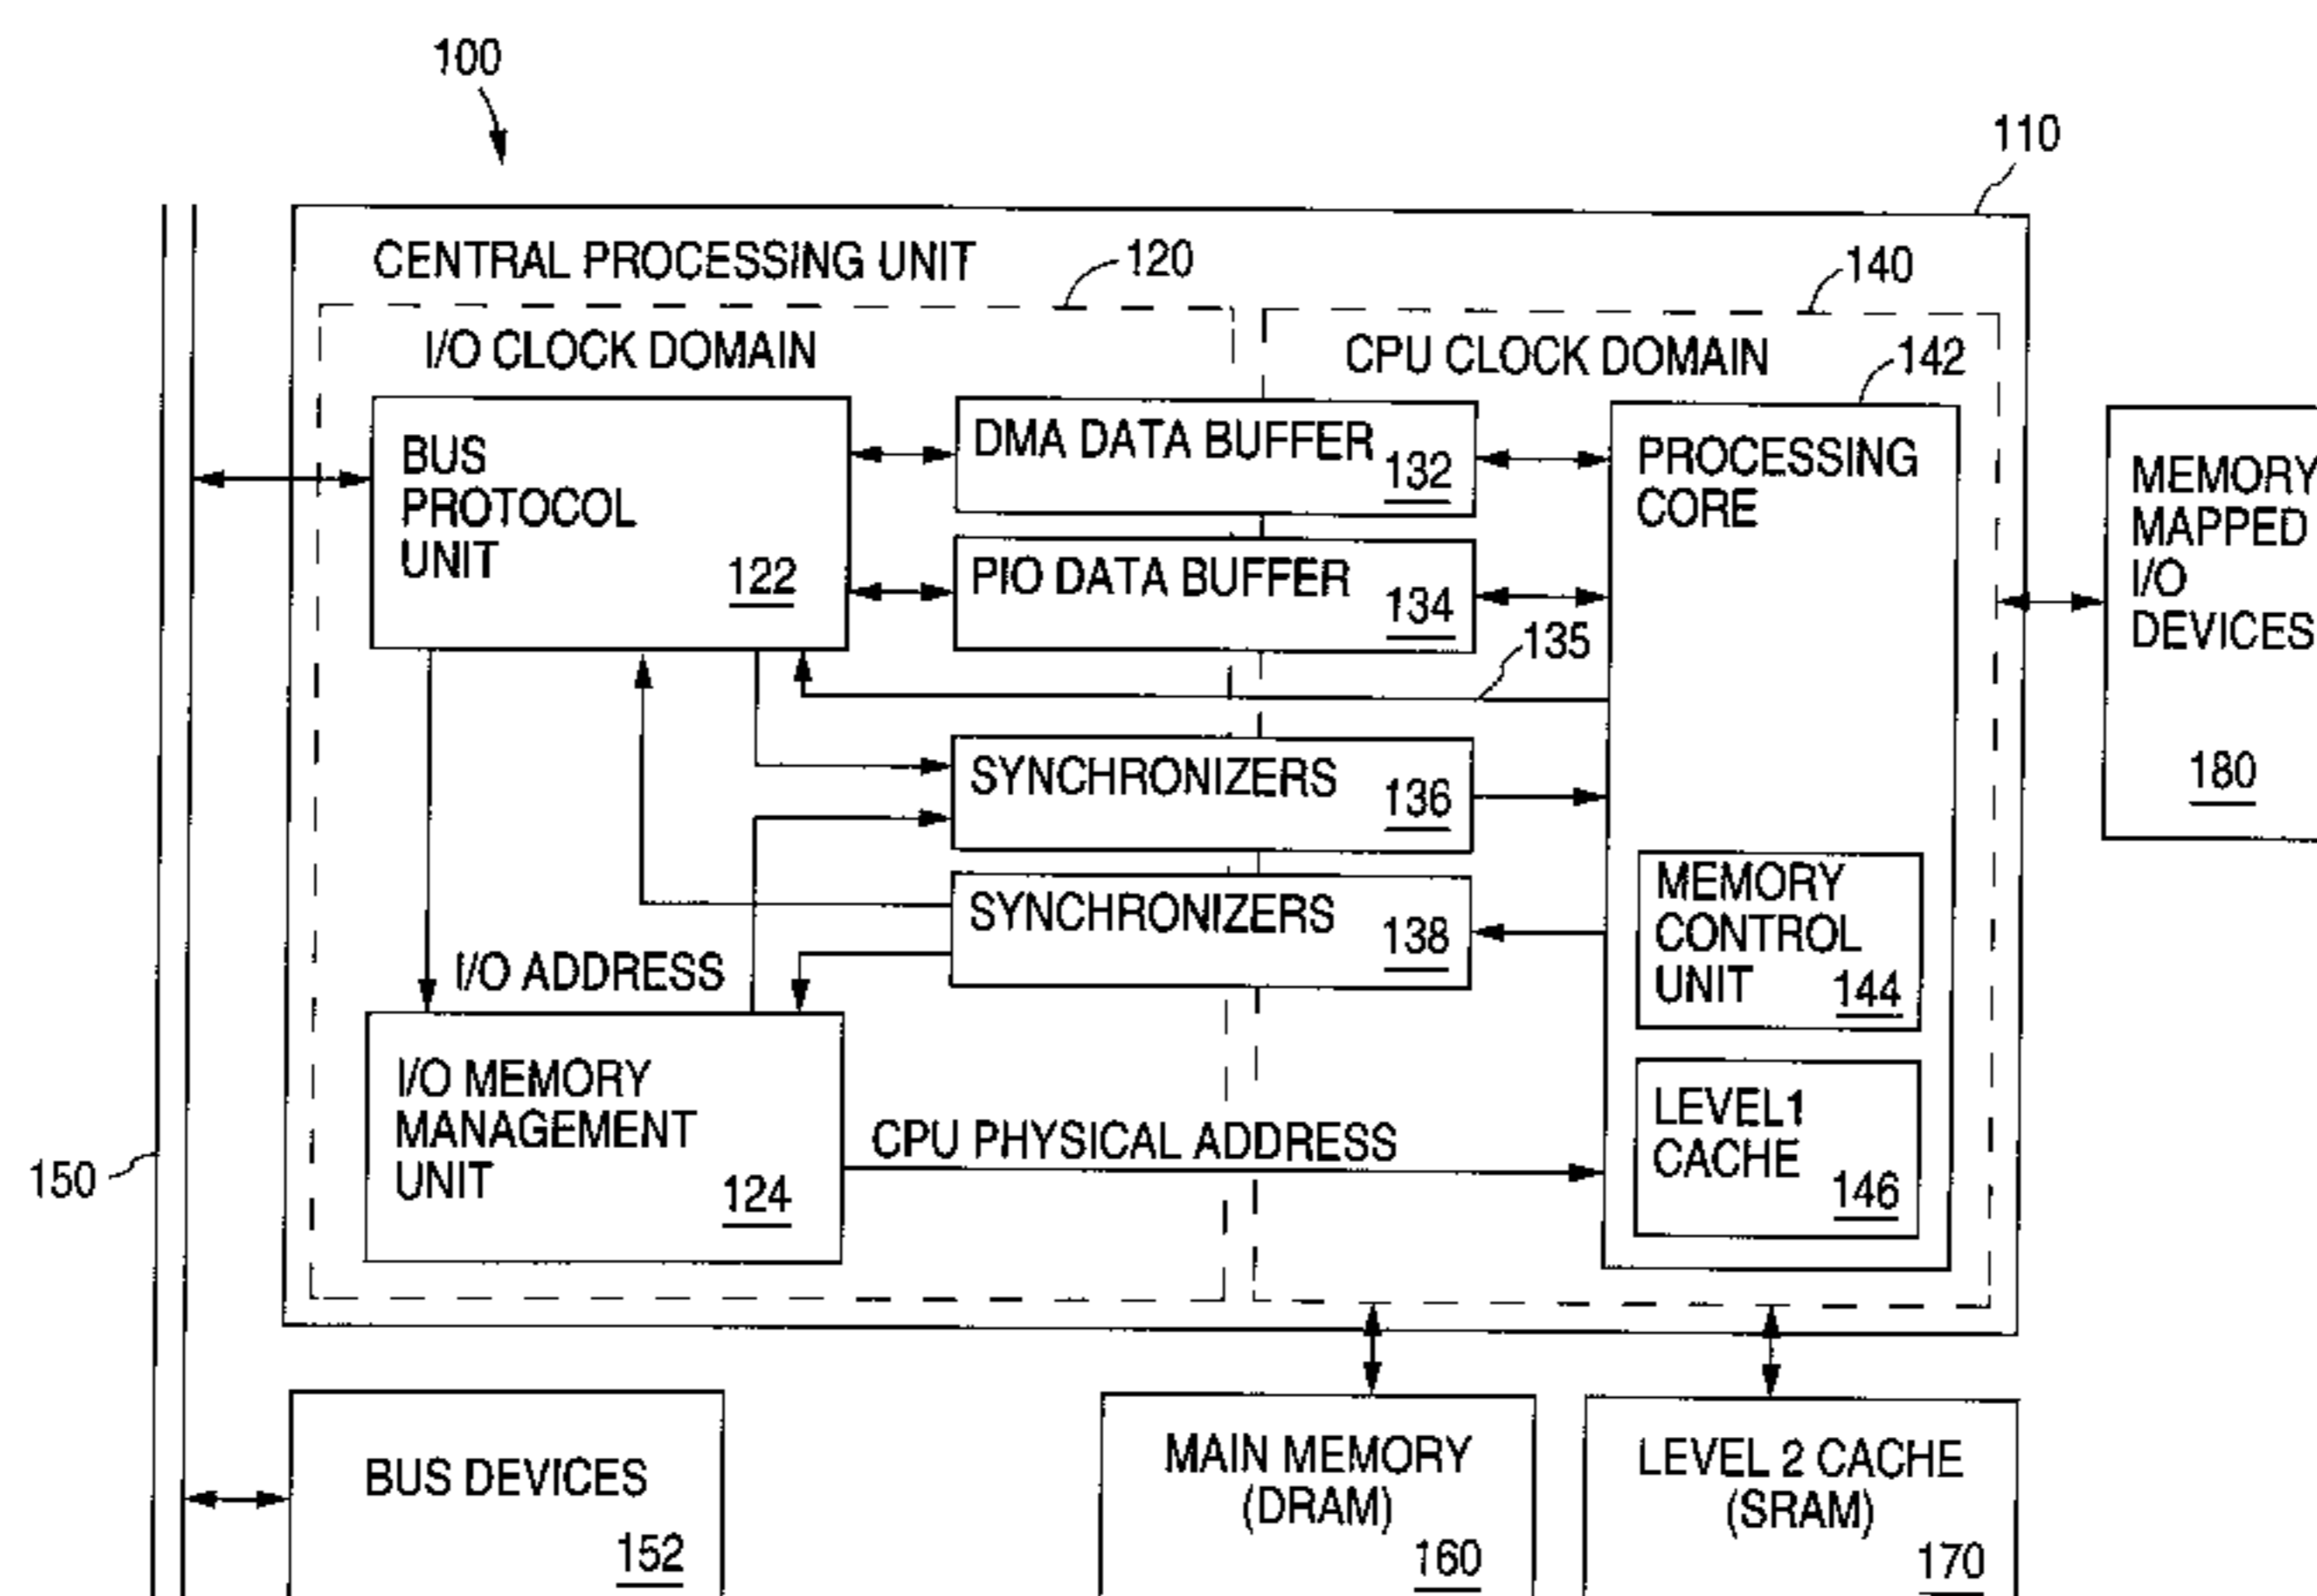 100
110
CENTRAL PROCESSING UNIT
120
140
I/O CLOCK DOMAIN
CPU CLOCK DOMAIN
142
BUS
PROTOCOL
UNIT
122
DMA DATA BUFFER
132
PIO DATA BUFFER
134
135
PROCESSING
CORE
MEMORY
MAPPED
I/O
DEVICES
180
SYNCHRONIZERS
136
SYNCHRONIZERS
138
MEMORY
CONTROL
UNIT
144
I/O ADDRESS
I/O MEMORY
MANAGEMENT
UNIT
124
CPU PHYSICAL ADDRESS
LEVEL1
CACHE
146
150
BUS DEVICES
152
MAIN MEMORY
(DRAM)
160
LEVEL 2 CACHE
(SRAM)
170